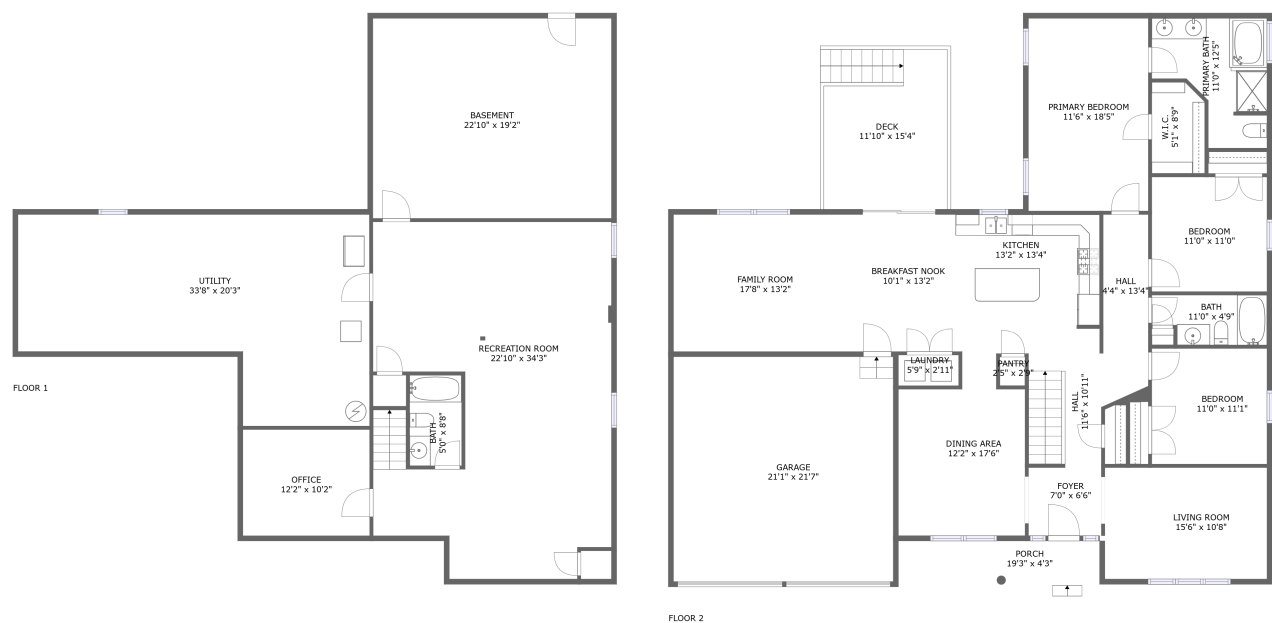 BASEMENT
22'10" x 19'2"
UTILITY
33'8" x 20'3"
RECREATION ROOM
22'10" x 34'3"
FLOOR 1
BATH
5'0" x 8'8"
OFFICE
12'2" x 10'2"
PRIMARY BATH
11'0" x 12'5"
PRIMARY BEDROOM
11'6" x 18'5"
W.I.C.
5'1" x 8'9"
DECK
11'10" x 15'4"
BEDROOM
11'0" x 11'0"
KITCHEN
13'2" x 13'4"
FAMILY ROOM
17'8" x 13'2"
BREAKFAST NOOK
10'1" x 13'2"
HALL
4'4" x 13'4"
BATH
11'0" x 4'9"
LAUNDRY
5'9" x 2'11"
PANTRY
2'5" x 2'9"
HALL
11'6" x 10'11"
BEDROOM
11'0" x 11'1"
DINING AREA
12'2" x 17'6"
GARAGE
21'1" x 21'7"
FOYER
7'0" x 6'6"
LIVING ROOM
15'6" x 10'8"
PORCH
19'3" x 4'3"
FLOOR 2